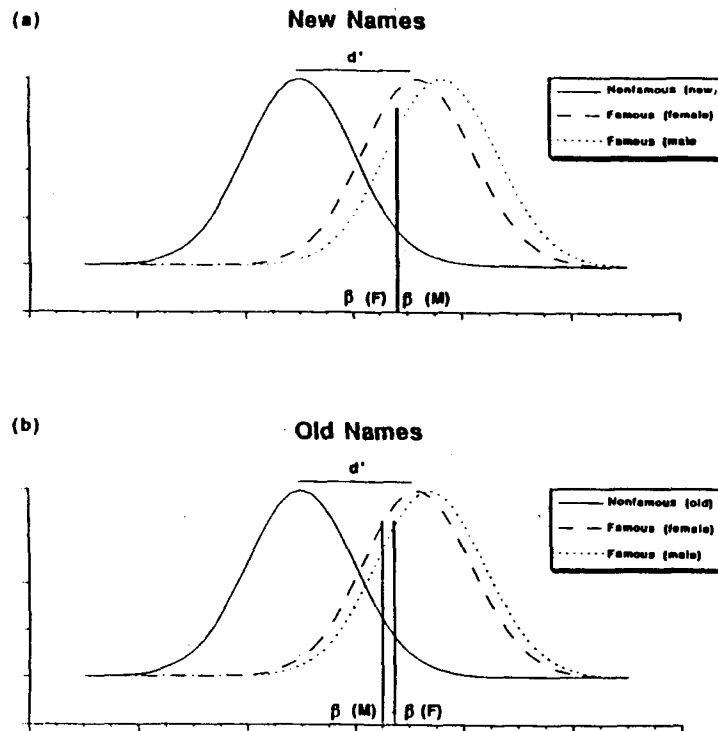 (a)
New Names
d'
Nonfamous (new,
Famous (female)
Famous (male
β (F) β (M)
(b)
Old Names
d'
Nonfamous (old)
Famous (female)
Famous (male)
β (M) β (F)